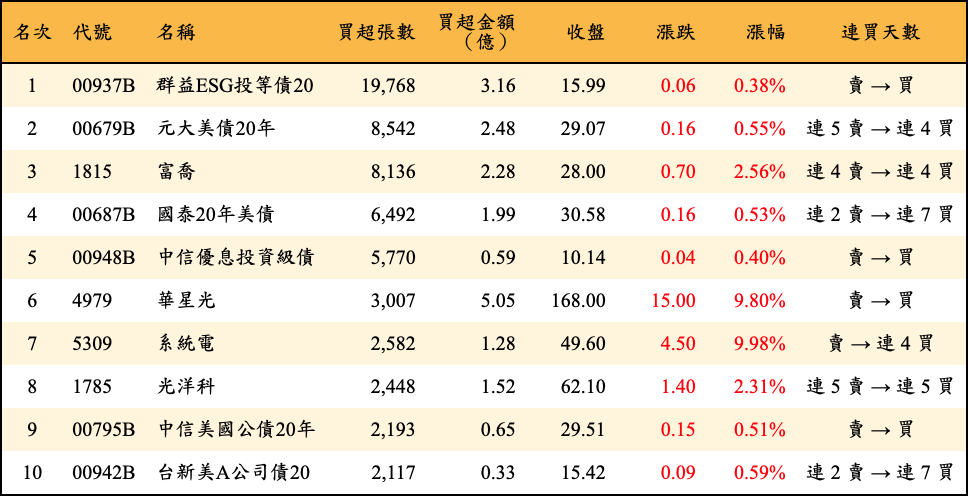 名次 代號 名稱 買超張數 買超金額（億） 收盤 漲跌 漲幅 連買天數
1 00937B 群益ESG投等債20 19,768 3.16 15.99 0.06 0.38% 賣 → 買
2 00679B 元大美債20年 8,542 2.48 29.07 0.16 0.55% 連 5 賣 → 連 4 買
3 1815 富喬 8,136 2.28 28.00 0.70 2.56% 連 4 賣 → 連 4 買
4 00687B 國泰20年美債 6,492 1.99 30.58 0.16 0.53% 連 2 賣 → 連 7 買
5 00948B 中信優息投資級債 5,770 0.59 10.14 0.04 0.40% 賣 → 買
6 4979 華星光 3,007 5.05 168.00 15.00 9.80% 賣 → 買
7 5309 系統電 2,582 1.28 49.60 4.50 9.98% 賣 → 連 4 買
8 1785 光洋科 2,448 1.52 62.10 1.40 2.31% 連 5 賣 → 連 5 買
9 00795B 中信美國公債20年 2,193 0.65 29.51 0.15 0.51% 賣 → 買
10 00942B 台新美A公司債20 2,117 0.33 15.42 0.09 0.59% 連 2 賣 → 連 7 買